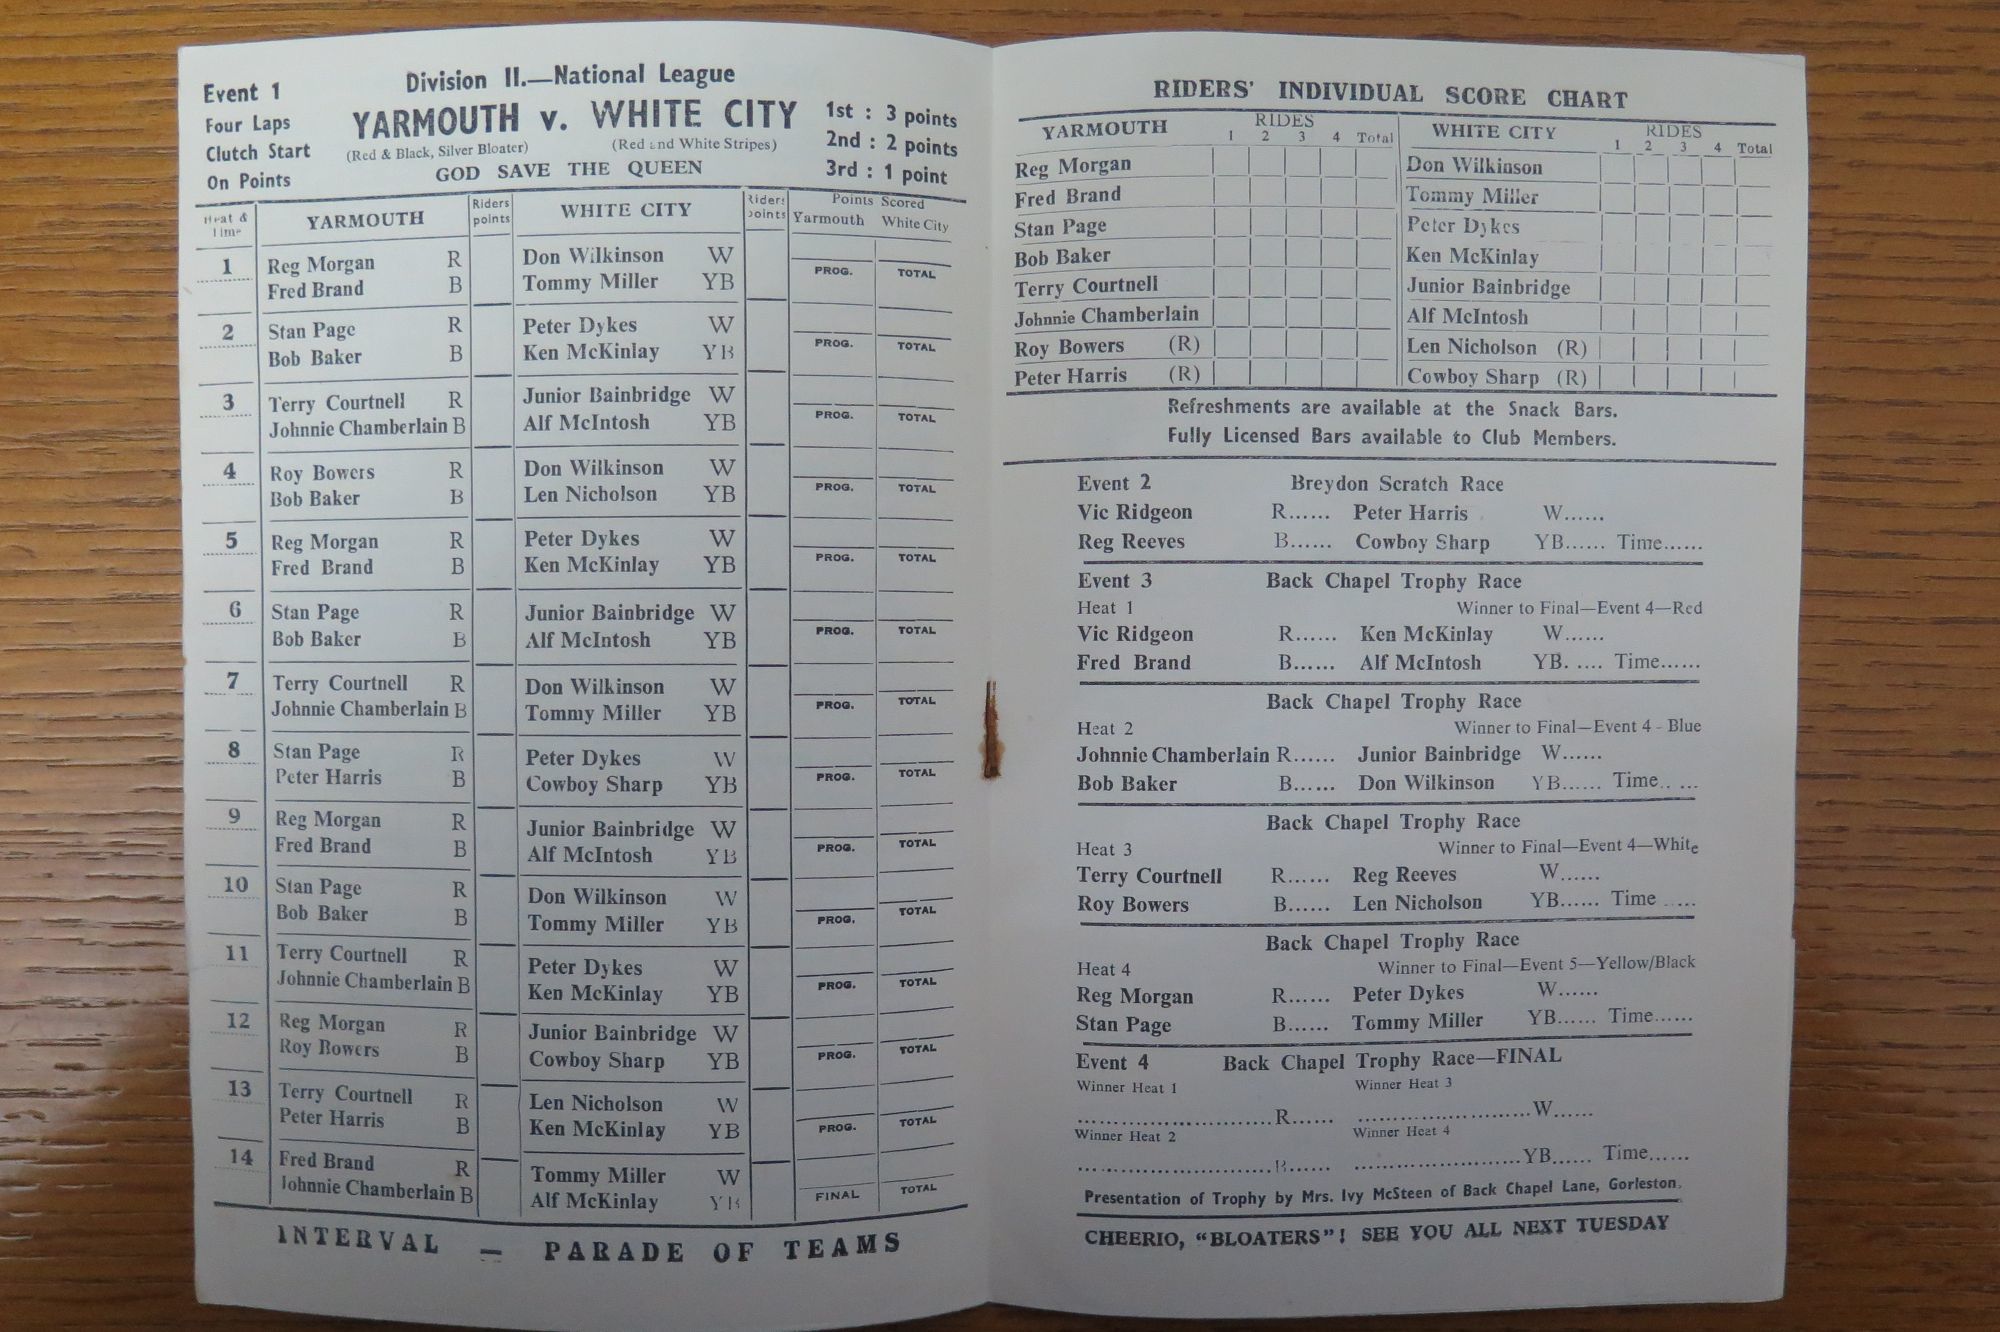 Event 1
Four Laps
Clutch Start
On Points
Division II.—National League
YARMOUTH v. WHITE CITY
(Red & Black, Silver Bloater) (Red and White Stripes)
GOD SAVE THE QUEEN
1st : 3 points
2nd : 2 points
3rd : 1 point
Heat & Time YARMOUTH Riders points WHITE CITY Riders points Points Scored Yarmouth White City
1 Reg Morgan R Don Wilkinson W
Fred Brand B Tommy Miller YB PROG. TOTAL
2 Stan Page R Peter Dykes W
Bob Baker B Ken McKinlay YB PROG. TOTAL
3 Terry Courtnell R Junior Bainbridge W
Johnnie Chamberlain B Alf McIntosh YB PROG. TOTAL
4 Roy Bowers R Don Wilkinson W
Bob Baker B Len Nicholson YB PROG. TOTAL
5 Reg Morgan R Peter Dykes W
Fred Brand B Ken McKinlay YB PROG. TOTAL
6 Stan Page R Junior Bainbridge W
Bob Baker B Alf McIntosh YB PROG. TOTAL
7 Terry Courtnell R Don Wilkinson W
Johnnie Chamberlain B Tommy Miller YB PROG. TOTAL
8 Stan Page R Peter Dykes W
Peter Harris B Cowboy Sharp YB PROG. TOTAL
9 Reg Morgan R Junior Bainbridge W
Fred Brand B Alf McIntosh YB PROG. TOTAL
10 Stan Page R Don Wilkinson W
Bob Baker B Tommy Miller YB PROG. TOTAL
11 Terry Courtnell R Peter Dykes W
Johnnie Chamberlain B Ken McKinlay YB PROG. TOTAL
12 Reg Morgan R Junior Bainbridge W
Roy Bowers B Cowboy Sharp YB PROG. TOTAL
13 Terry Courtnell R Len Nicholson W
Peter Harris B Ken McKinlay YB PROG. TOTAL
14 Fred Brand R Tommy Miller W
Johnnie Chamberlain B Alf McKinlay YB FINAL TOTAL
INTERVAL — PARADE OF TEAMS
RIDERS' INDIVIDUAL SCORE CHART
YARMOUTH RIDES 1 2 3 4 Total WHITE CITY RIDES 1 2 3 4 Total
Reg Morgan Don Wilkinson
Fred Brand Tommy Miller
Stan Page Peter Dykes
Bob Baker Ken McKinlay
Terry Courtnell Junior Bainbridge
Johnnie Chamberlain Alf McIntosh
Roy Bowers (R) Len Nicholson (R)
Peter Harris (R) Cowboy Sharp (R)
Refreshments are available at the Snack Bars.
Fully Licensed Bars available to Club Members.
Event 2 Breydon Scratch Race
Vic Ridgeon R...... Peter Harris W......
Reg Reeves B...... Cowboy Sharp YB...... Time......
Event 3 Back Chapel Trophy Race
Heat 1 Winner to Final—Event 4—Red
Vic Ridgeon R...... Ken McKinlay W......
Fred Brand B...... Alf McIntosh YB. .... Time......
Back Chapel Trophy Race
Heat 2 Winner to Final—Event 4 - Blue
Johnnie Chamberlain R...... Junior Bainbridge W......
Bob Baker B...... Don Wilkinson YB...... Time.. ...
Back Chapel Trophy Race
Heat 3 Winner to Final—Event 4—White
Terry Courtnell R...... Reg Reeves W......
Roy Bowers B...... Len Nicholson YB...... Time .....
Back Chapel Trophy Race
Heat 4 Winner to Final—Event 5—Yellow/Black
Reg Morgan R...... Peter Dykes W......
Stan Page B...... Tommy Miller YB...... Time......
Event 4 Back Chapel Trophy Race—FINAL
Winner Heat 1 Winner Heat 3
..............................R...... ..........................W......
Winner Heat 2 Winner Heat 4
..............................B...... .........................YB...... Time......
Presentation of Trophy by Mrs. Ivy McSteen of Back Chapel Lane, Gorleston.
CHEERIO, "BLOATERS"! SEE YOU ALL NEXT TUESDAY